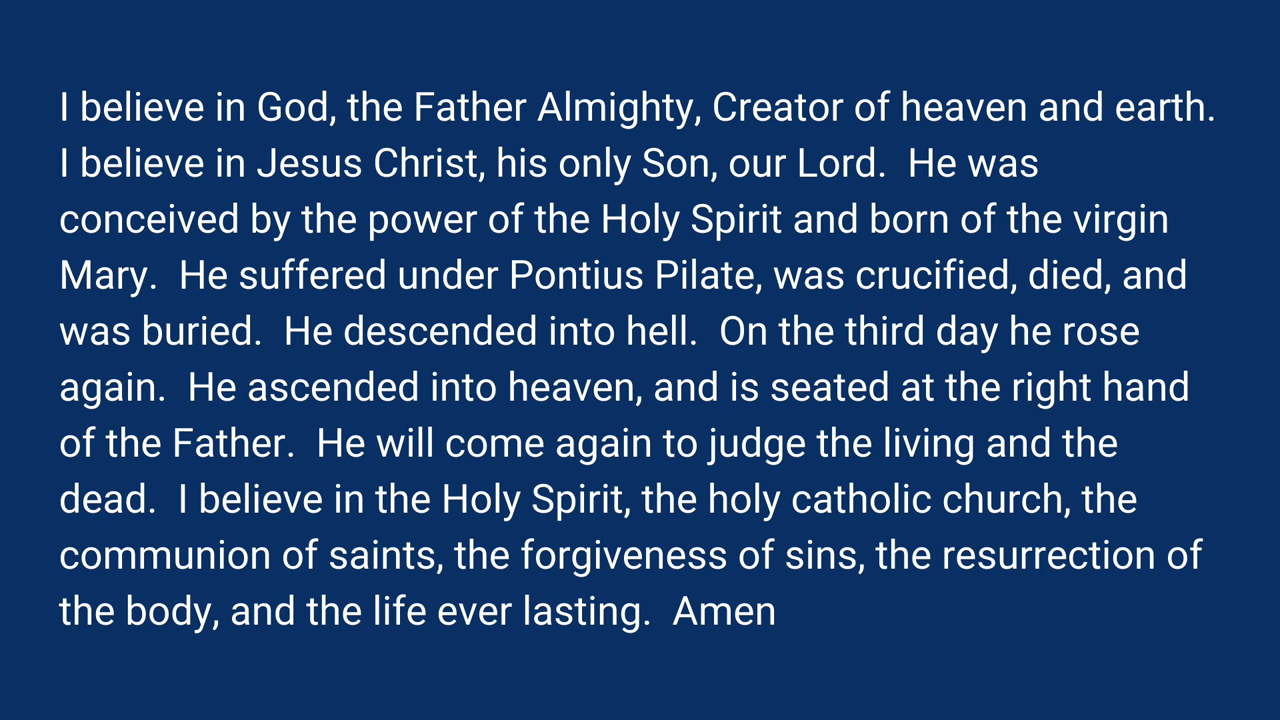 I believe in God, the Father Almighty, Creator of heaven and earth.
I believe in Jesus Christ, his only Son, our Lord.  He was
conceived by the power of the Holy Spirit and born of the virgin
Mary.  He suffered under Pontius Pilate, was crucified, died, and
was buried.  He descended into hell.  On the third day he rose
again.  He ascended into heaven, and is seated at the right hand
of the Father.  He will come again to judge the living and the
dead.  I believe in the Holy Spirit, the holy catholic church, the
communion of saints, the forgiveness of sins, the resurrection of
the body, and the life ever lasting.  Amen